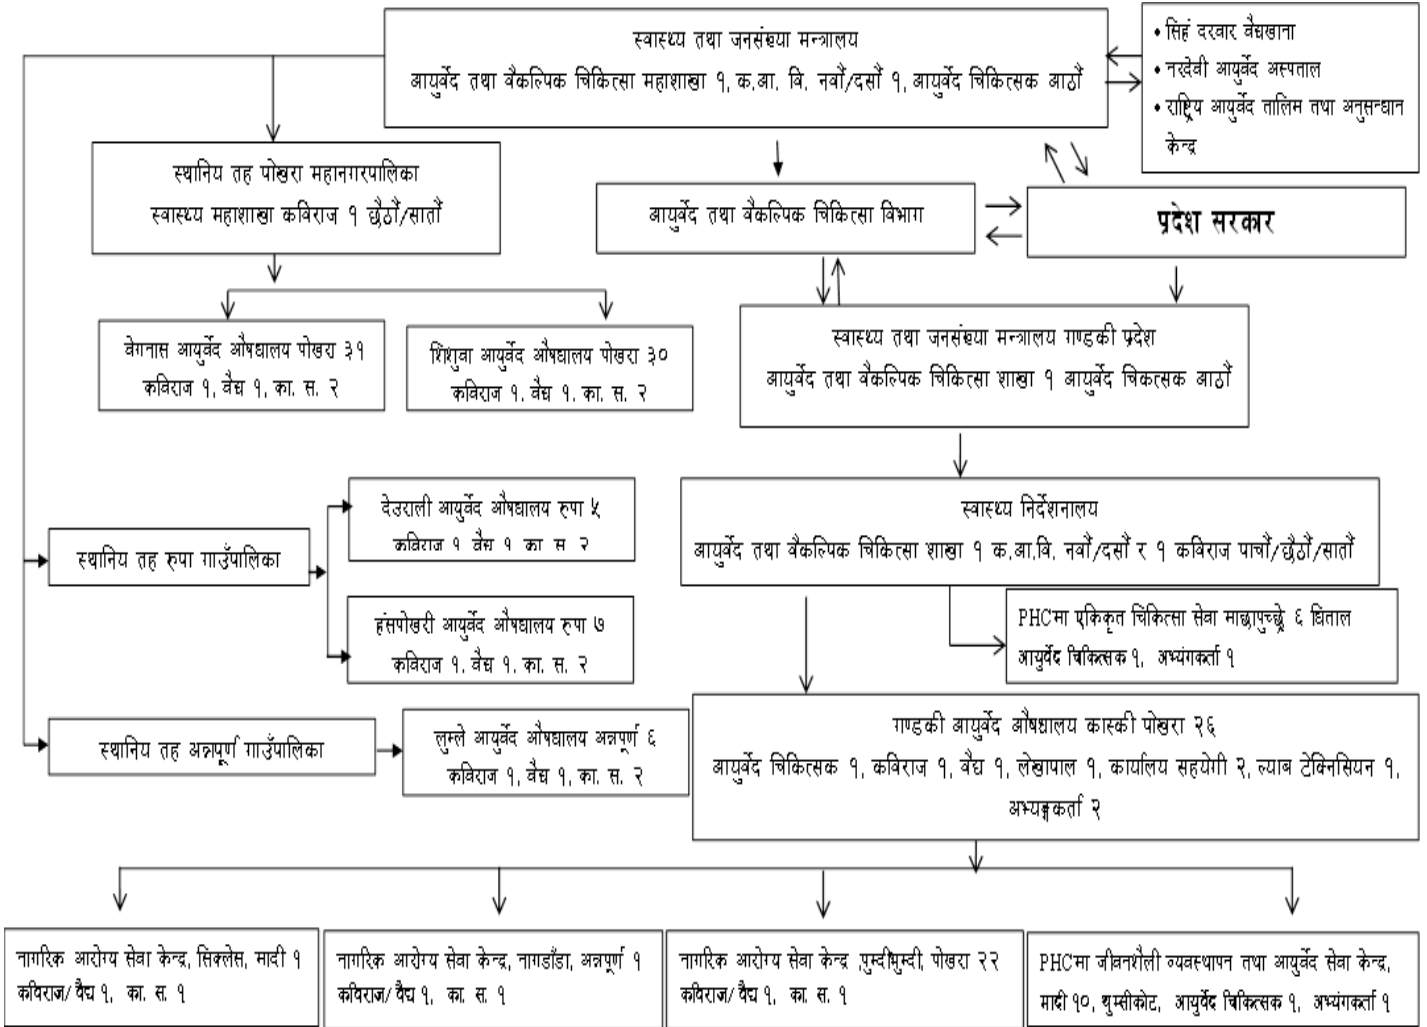 स्वास्थ्य तथा जनसंख्या मन्त्रालय
आयुर्वेद तथा वैकल्पिक चिकित्सा महाशाखा १, क.आ. वि. नवौं/दसौं १, आयुर्वेद चिकित्सक आठौं
• सिंहं दरवार वैद्यखाना
• नरदेवी आयुर्वेद अस्पताल
• राष्ट्रिय आयुर्वेद तालिम तथा अनुसन्धान
केन्द्र
स्थानिय तह पोखरा महानगरपालिका
स्वास्थ्य महाशाखा कविराज १ छैठौं/सातौं
आयुर्वेद तथा वैकल्पिक चिकित्सा विभाग
प्रदेश सरकार
वेगनास आयुर्वेद औषधालय पोखरा ३१
कविराज १, वैद्य १, का. स. २
शिशुवा आयुर्वेद औषधालय पोखरा ३०
कविराज १, वैद्य १, का. स. २
स्वास्थ्य तथा जनसंख्या मन्त्रालय गण्डकी प्रदेश
आयुर्वेद तथा वैकल्पिक चिकित्सा शाखा १ आयुर्वेद चिकत्सक आठौं
देउराली आयुर्वेद औषधालय रुपा ५
कविराज १ वैद्य १ का स २
स्थानिय तह रुपा गाउँपालिका
स्वास्थ्य निर्देशनालय
आयुर्वेद तथा वैकल्पिक चिकित्सा शाखा १ क.आ.वि. नवौं/दसौं र १ कविराज पाचौं/छैठौं/सातौं
हंसपोखरी आयुर्वेद औषधालय रुपा ७
कविराज १, वैद्य १, का. स. २
PHCमा एकिकृत चिकित्सा सेवा माछापुच्छ्रे ६ घिताल
आयुर्वेद चिकित्सक १, अभ्यंगकर्ता १
स्थानिय तह अन्नपूर्ण गाउँपालिका
लुम्ले आयुर्वेद औषधालय अन्नपूर्ण ६
कविराज १, वैद्य १, का. स. २
गण्डकी आयुर्वेद औषधालय कास्की पोखरा २६
आयुर्वेद चिकित्सक १, कविराज १, वैद्य १, लेखापाल १, कार्यालय सहयेगी २, ल्याब टेक्निसियन १,
अभ्यङ्गकर्ता २
नागरिक आरोग्य सेवा केन्द्र, सिक्लेस, मादी १
कविराज/ वैद्य १, का. स. १
नागरिक आरोग्य सेवा केन्द्र, नागडाँडा, अन्नपूर्ण १
कविराज/ वैद्य १, का. स. १
नागरिक आरोग्य सेवा केन्द्र ,पुम्दीभुम्दी, पोखरा २२
कविराज/ वैद्य १, का. स. १
PHCमा जीवनशैली व्यवस्थापन तथा आयुर्वेद सेवा केन्द्र,
मादी १०, थुम्सीकोट, आयुर्वेद चिकित्सक १, अभ्यंगकर्ता १